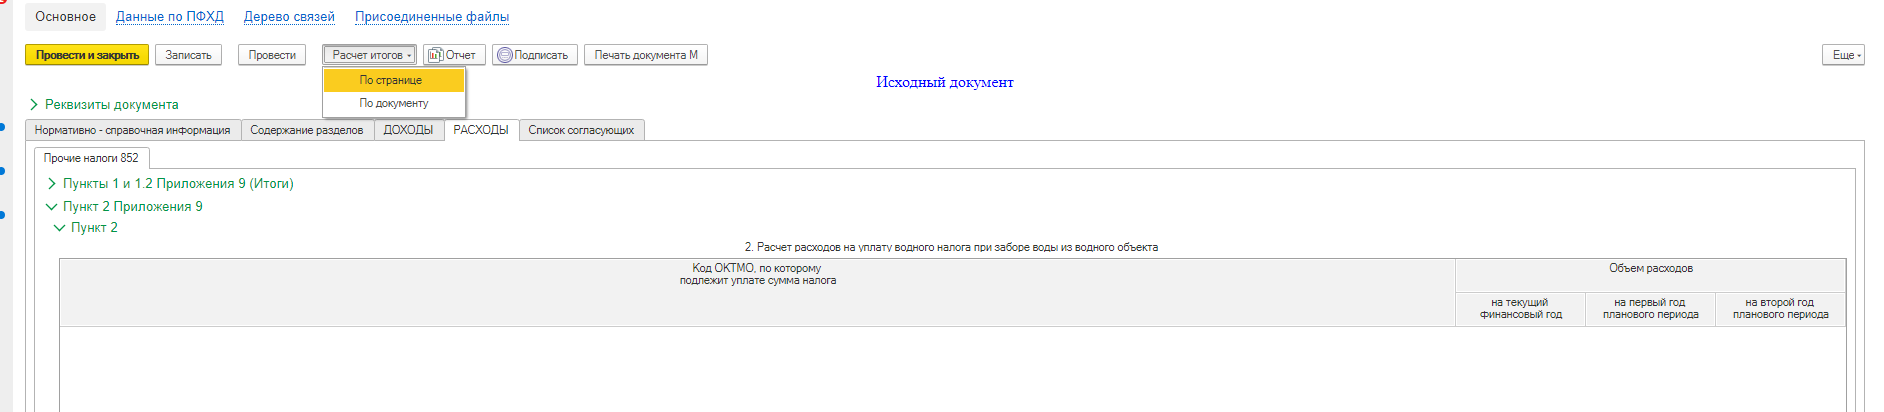 Основное Данные по ПФХД Дерево связей Присоединенные файлы
Провести и закрыть Записать Провести Расчет итогов Отчет Подписать Печать документа М Еще
По странице
По документу
Исходный документ
Реквизиты документа
Нормативно - справочная информация Содержание разделов ДОХОДЫ РАСХОДЫ Список согласующих
Прочие налоги 852
Пункты 1 и 1.2 Приложения 9 (Итоги)
Пункт 2 Приложения 9
Пункт 2
2. Расчет расходов на уплату водного налога при заборе воды из водного объекта
Код ОКТМО, по которому
подлежит уплате сумма налога
Объем расходов
на текущий
финансовый год
на первый год
планового периода
на второй год
планового периода